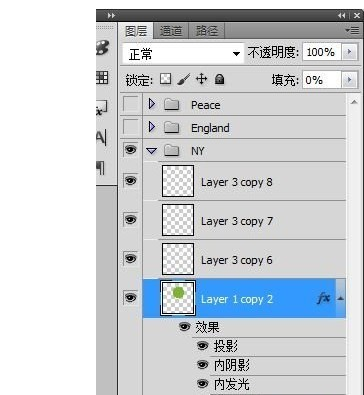 图层 通道 路径
正常 不透明度: 100%
锁定: 填充: 0%
Peace
England
NY
Layer 3 copy 8
Layer 3 copy 7
Layer 3 copy 6
Layer 1 copy 2 fx
效果
投影
内阴影
内发光